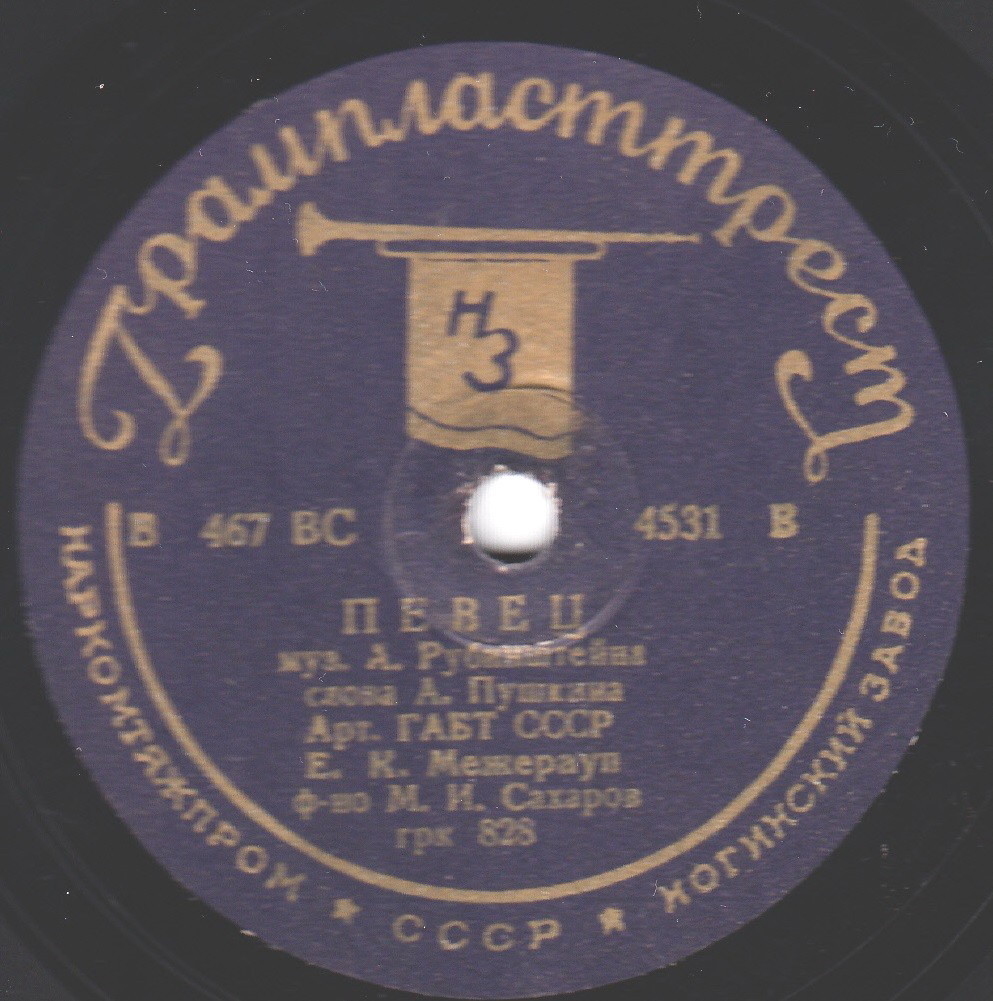 Грампласттрест
НЗ
В 467 ВС 4531 В
ПЕВЕЦ
муз. А. Рубинштейна
слова А. Пушкина
Арт. ГАБТ СССР
Е. К. Межерауп
ф-но М. И. Сахаров
грк 828
НАРКОМТЯЖПРОМ ★ СССР ★ НОГИНСКИЙ ЗАВОД